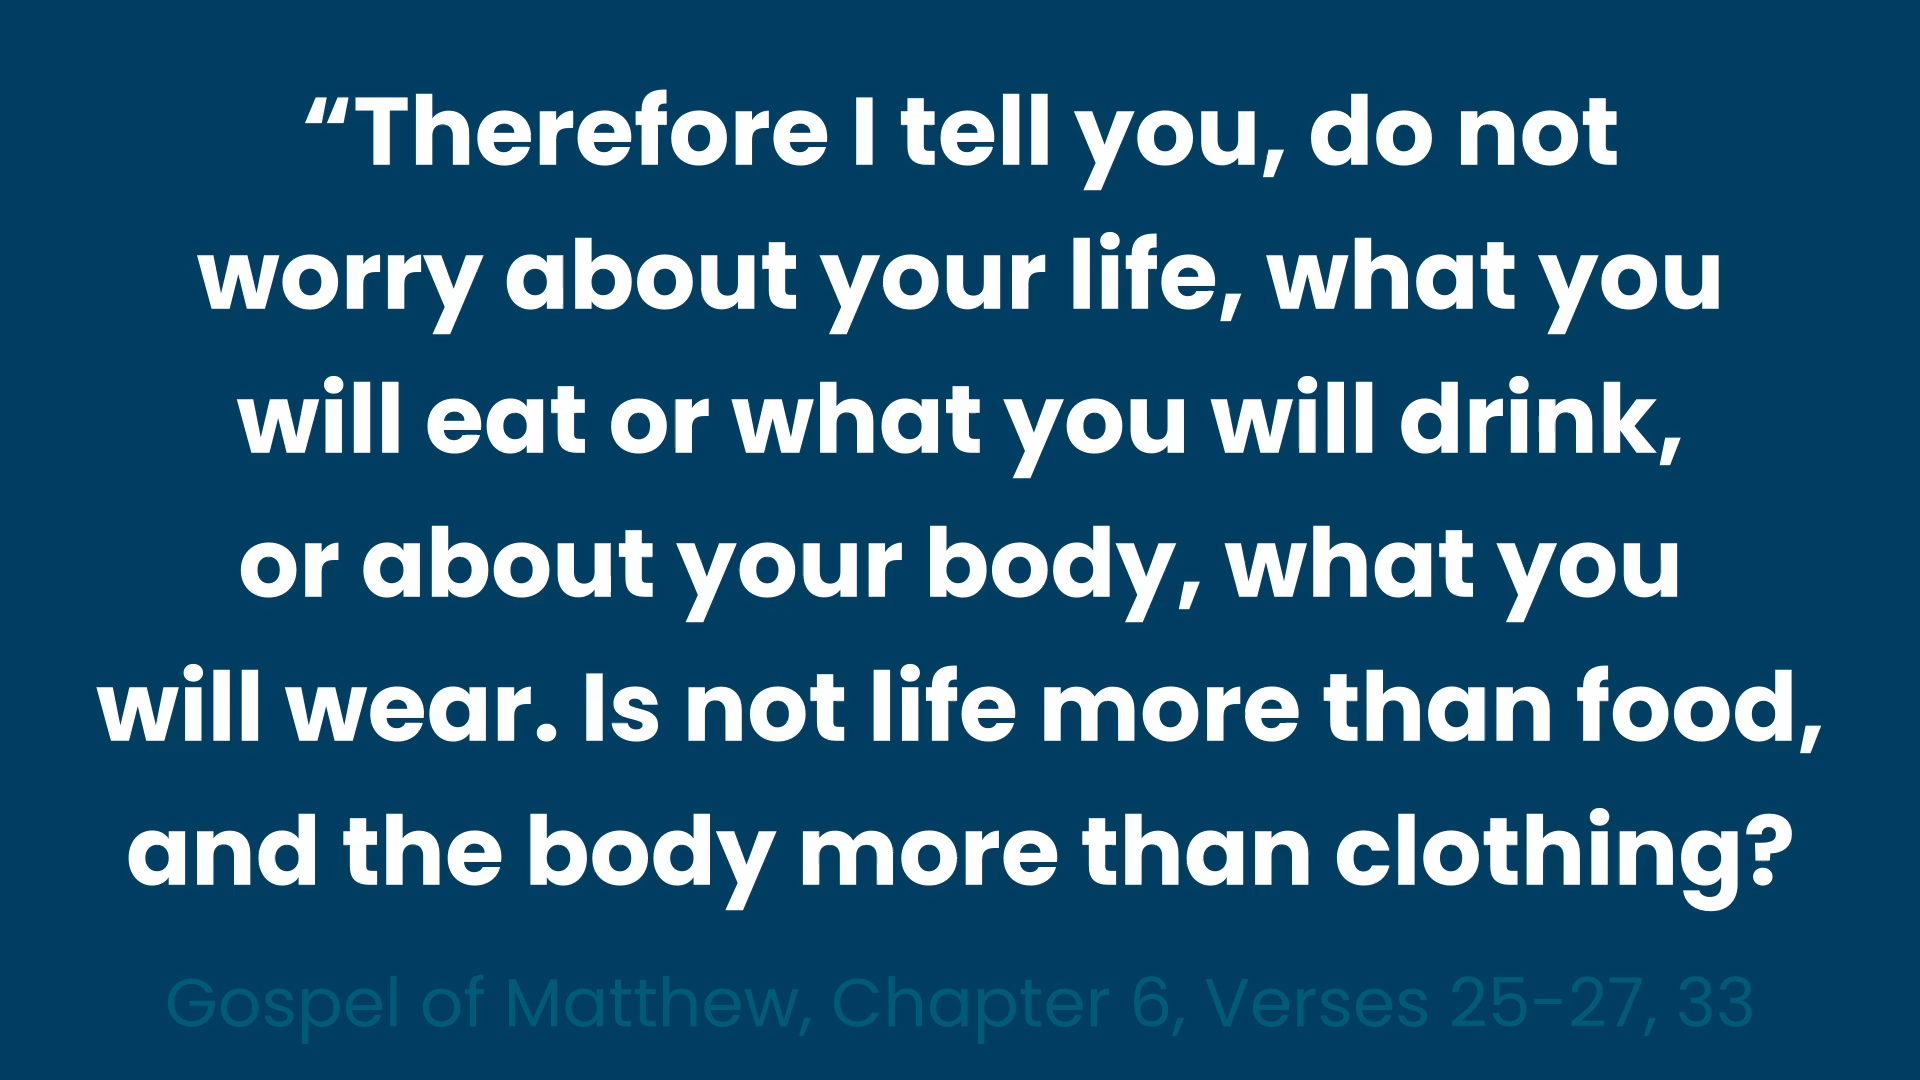 “Therefore I tell you, do not
worry about your life, what you
will eat or what you will drink,
or about your body, what you
will wear. Is not life more than food,
and the body more than clothing?
Gospel of Matthew, Chapter 6, Verses 25-27, 33